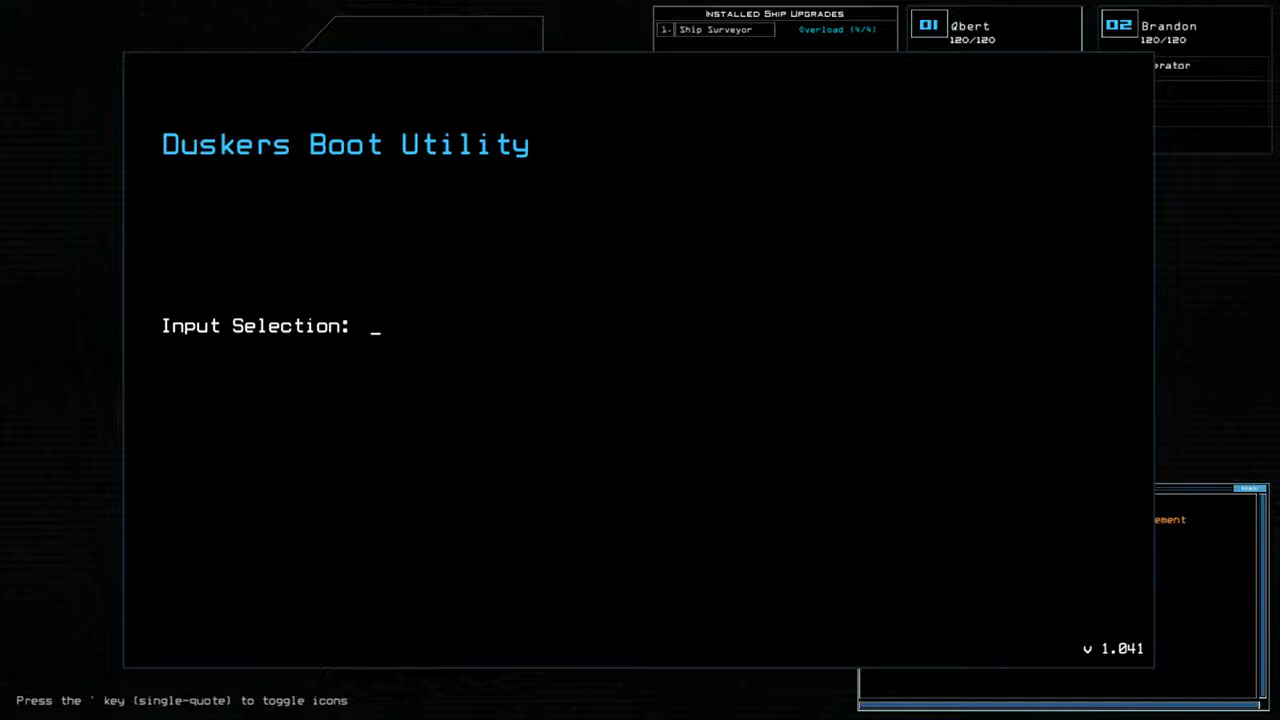 Installed Ship Upgrades
1. Ship Surveyor Overload (4/4)
01 Qbert
120/120
02 Brandon
120/120
erator
Duskers Boot Utility
Input Selection: _
ement
v 1.041
Press the ' key (single-quote) to toggle icons